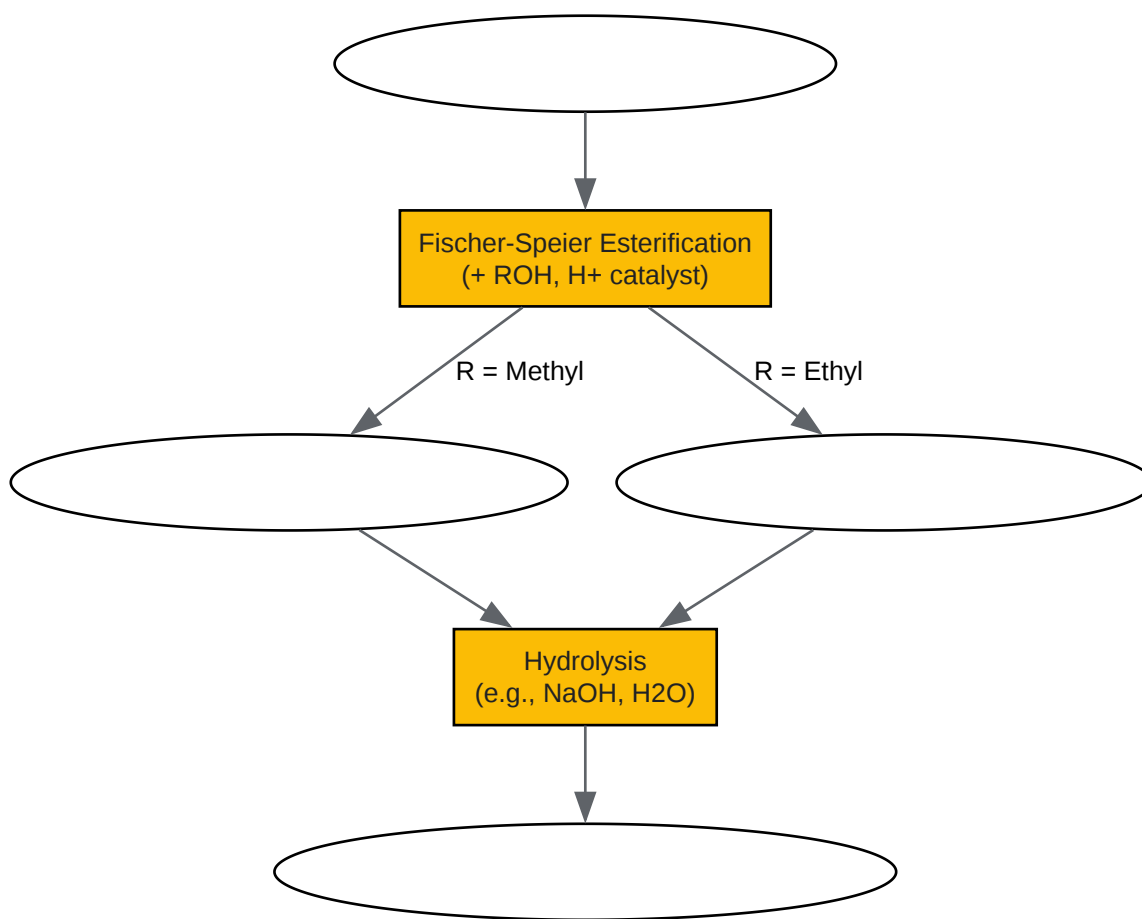 Fischer-Speier Esterification
(+ ROH, H+ catalyst)
R = Methyl
R = Ethyl
Hydrolysis
(e.g., NaOH, H2O)